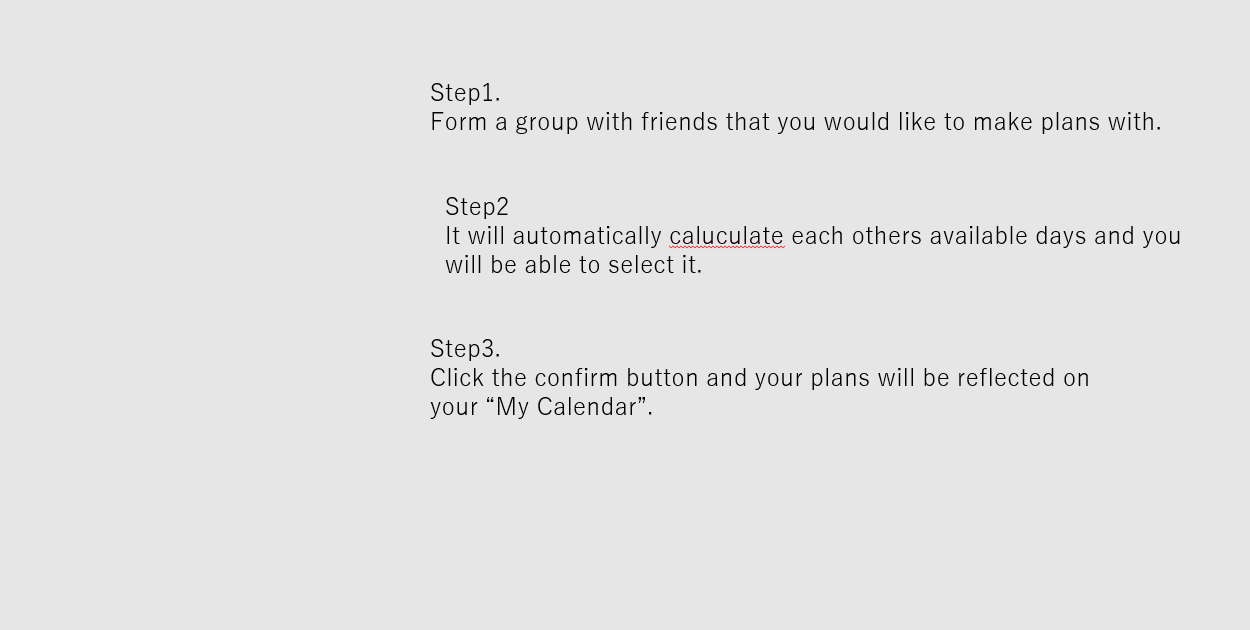 Step1.
Form a group with friends that you would like to make plans with.
Step2
It will automatically caluculate each others available days and you
will be able to select it.
Step3.
Click the confirm button and your plans will be reflected on
your “My Calendar”.